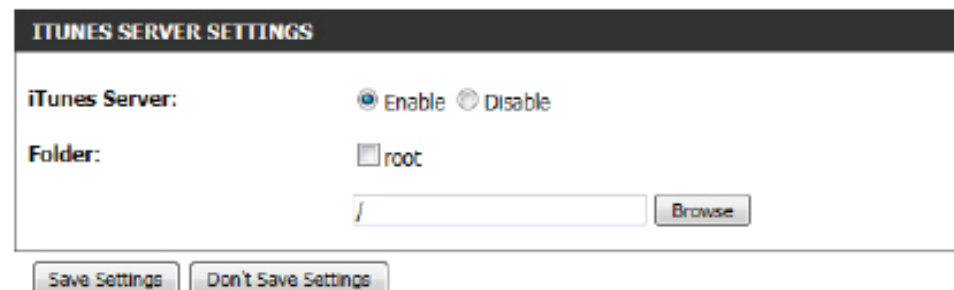 ITUNES SERVER SETTINGS
iTunes Server: Enable Disable
Folder: root
/ Browse
Save Settings Don't Save Settings